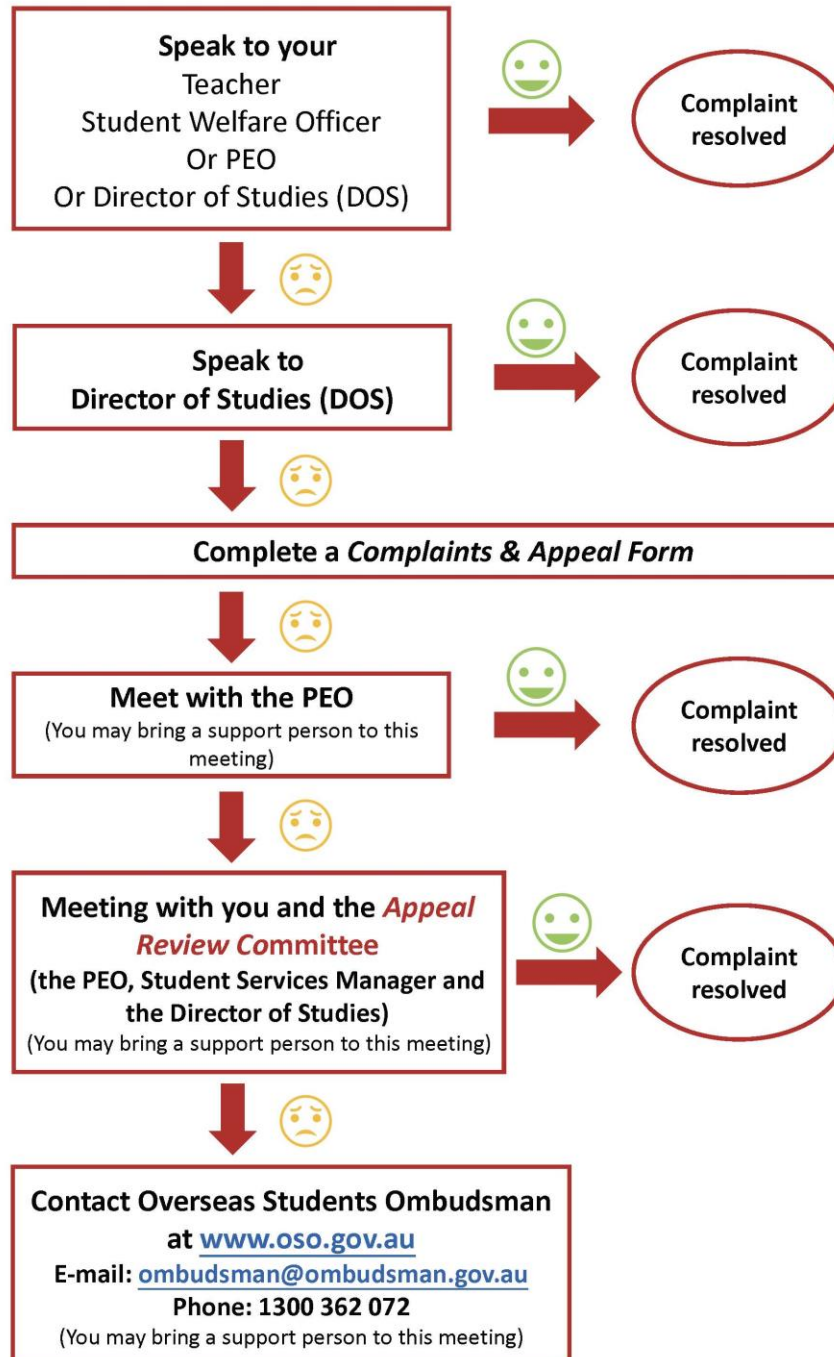 Speak to your
Teacher
Student Welfare Officer
Or PEO
Or Director of Studies (DOS)
Complaint
resolved
Speak to
Director of Studies (DOS)
Complaint
resolved
Complete a Complaints & Appeal Form
Meet with the PEO
(You may bring a support person to this
meeting)
Complaint
resolved
Meeting with you and the Appeal
Review Committee
(the PEO, Student Services Manager and
the Director of Studies)
(You may bring a support person to this meeting)
Complaint
resolved
Contact Overseas Students Ombudsman
at www.oso.gov.au
E-mail: ombudsman@ombudsman.gov.au
Phone: 1300 362 072
(You may bring a support person to this meeting)